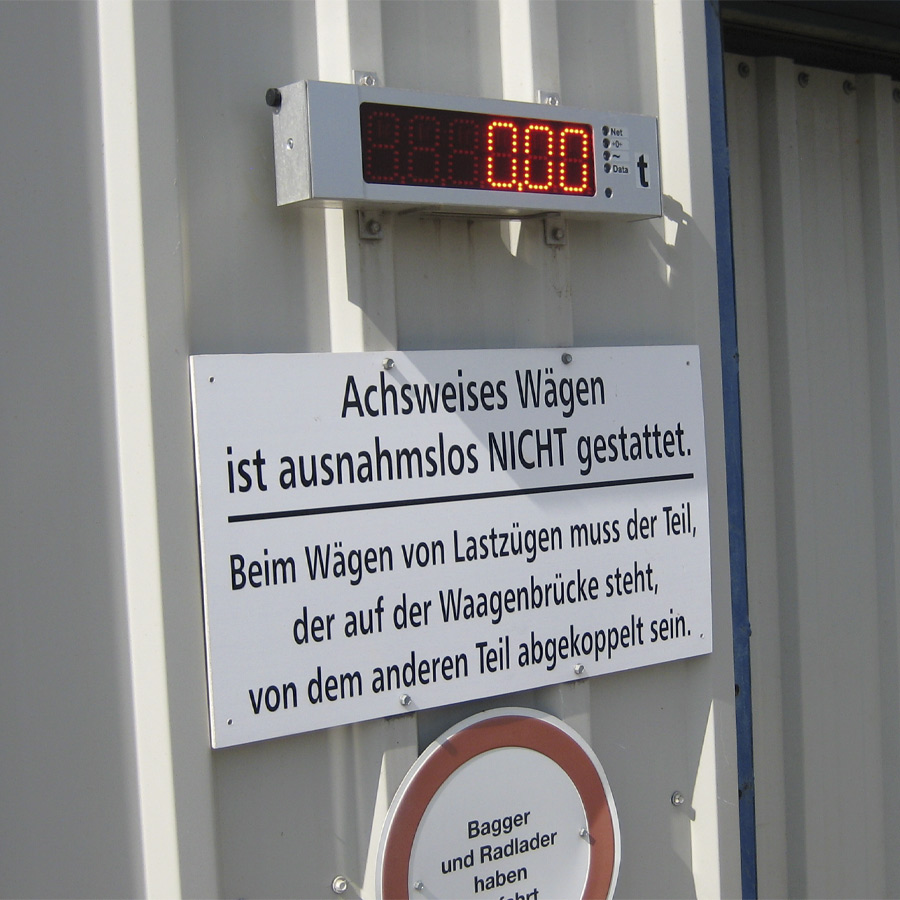 0.00
Net
-0-
~
Data
t
Achsweises Wägen
ist ausnahmslos NICHT gestattet.
Beim Wägen von Lastzügen muss der Teil,
der auf der Waagenbrücke steht,
von dem anderen Teil abgekoppelt sein.
Bagger
und Radlader
haben